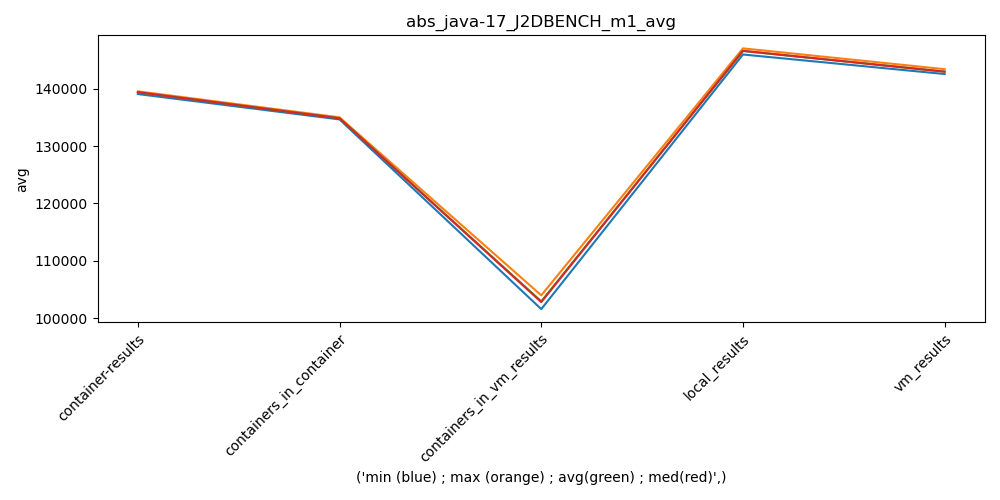 abs_java-17_J2DBENCH_m1_avg
avg
140000
130000
120000
110000
100000
container-results
containers_in_container
containers_in_vm_results
local_results
vm_results
('min (blue) ; max (orange) ; avg(green) ; med(red)',)